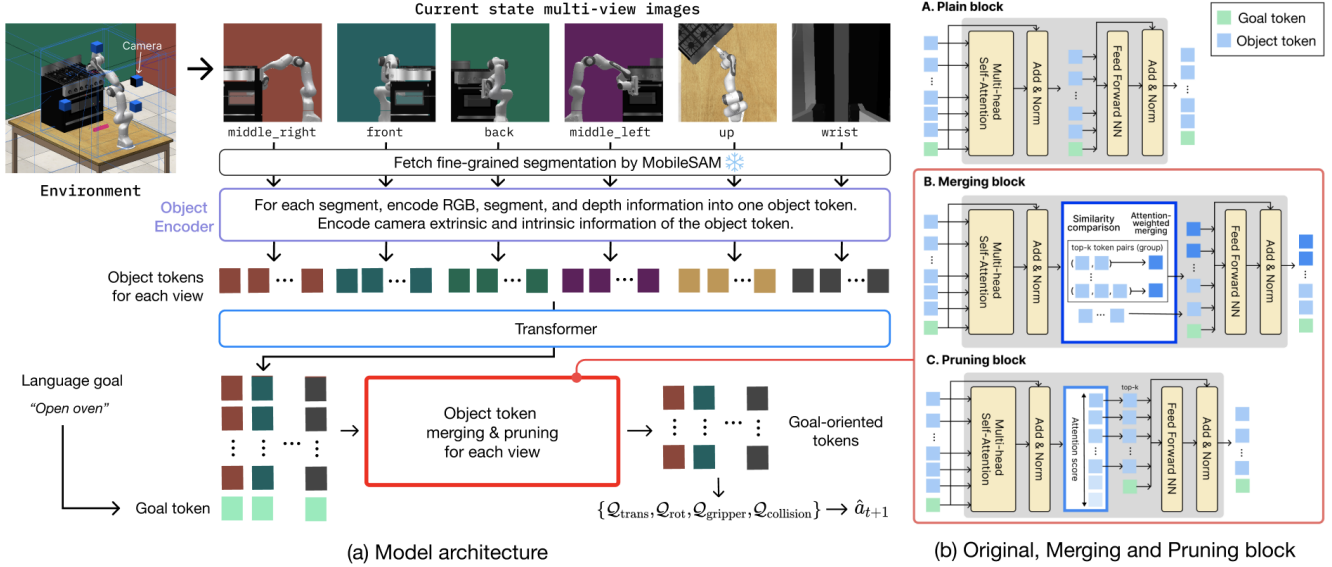 Current state multi-view images
Camera
Environment
middle_right
front
back
middle_left
up
wrist
Fetch fine-grained segmentation by MobileSAM
Object
Encoder
For each segment, encode RGB, segment, and depth information into one object token.
Encode camera extrinsic and intrinsic information of the object token.
Object tokens
for each view
Transformer
Language goal
“Open oven”
Goal token
Object token
merging & pruning
for each view
Goal-oriented
tokens
{Q_trans, Q_rot, Q_gripper, Q_collision} → â_{t+1}
(a) Model architecture
A. Plain block
Goal token
Object token
Multi-head
Self-Attention
Add & Norm
Feed Forward NN
Add & Norm
B. Merging block
Multi-head
Self-Attention
Add & Norm
Similarity
comparison
Attention-
weighted
merging
top-k token pairs (group)
( , )
( , , )
Feed Forward NN
Add & Norm
C. Pruning block
Multi-head
Self-Attention
Add & Norm
Attention score
top-k
Feed Forward NN
Add & Norm
(b) Original, Merging and Pruning block